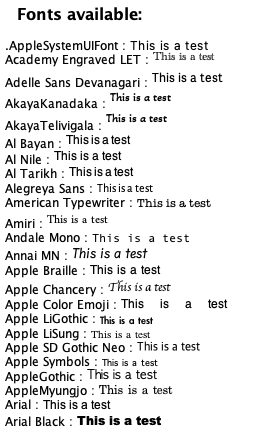 Fonts available:
.AppleSystemUIFont : This is a test
Academy Engraved LET : This is a test
Adelle Sans Devanagari : This is a test
AkayaKanadaka : This is a test
AkayaTelivigala : This is a test
Al Bayan : This is a test
Al Nile : This is a test
Al Tarikh : This is a test
Alegreya Sans : This is a test
American Typewriter : This is a test
Amiri : This is a test
Andale Mono : This is a test
Annai MN : This is a test
Apple Braille : This is a test
Apple Chancery : This is a test
Apple Color Emoji : This is a test
Apple LiGothic : This is a test
Apple LiSung : This is a test
Apple SD Gothic Neo : This is a test
Apple Symbols : This is a test
AppleGothic : This is a test
AppleMyungjo : This is a test
Arial : This is a test
Arial Black : This is a test